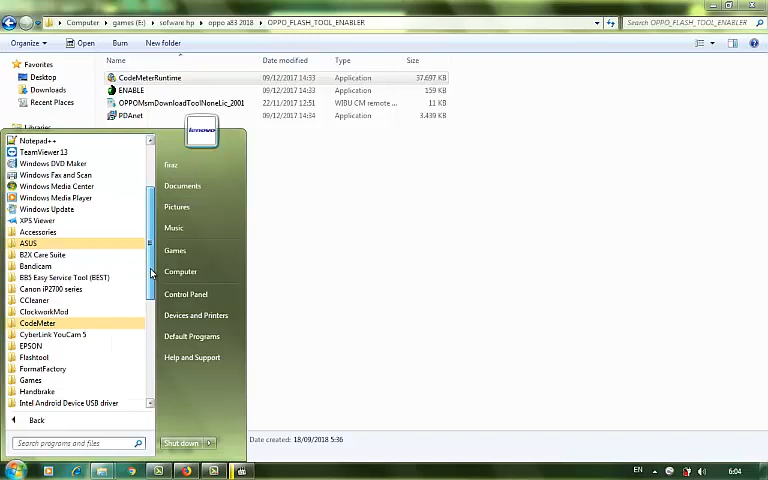 Computer ▸ games (E:) ▸ sofware hp ▸ oppo a83 2018 ▸ OPPO_FLASH_TOOL_ENABLER
Search OPPO_FLASH_TOOL_ENABLER
Organize Open Burn New folder
Favorites
Desktop
Downloads
Recent Places
Libraries
Name Date modified Type Size
CodeMeterRuntime 09/12/2017 14:33 Application 37.697 KB
ENABLE 09/12/2017 14:33 Application 159 KB
OPPOMsmDownloadToolNoneLic_2001 22/11/2017 12:51 WIBU CM remote ... 11 KB
PDAnet 09/12/2017 14:34 Application 3.439 KB
Notepad++
TeamViewer 13
Windows DVD Maker
Windows Fax and Scan
Windows Media Center
Windows Media Player
Windows Update
XPS Viewer
Accessories
ASUS
B2X Care Suite
Bandicam
BB5 Easy Service Tool (BEST)
Canon iP2700 series
CCleaner
ClockworkMod
CodeMeter
CyberLink YouCam 5
EPSON
Flashtool
FormatFactory
Games
Handbrake
Intel Android Device USB driver
Back
Search programs and files
lenovo
firaz
Documents
Pictures
Music
Games
Computer
Control Panel
Devices and Printers
Default Programs
Help and Support
Shut down
Date created: 18/09/2018 5:36
EN
6:04